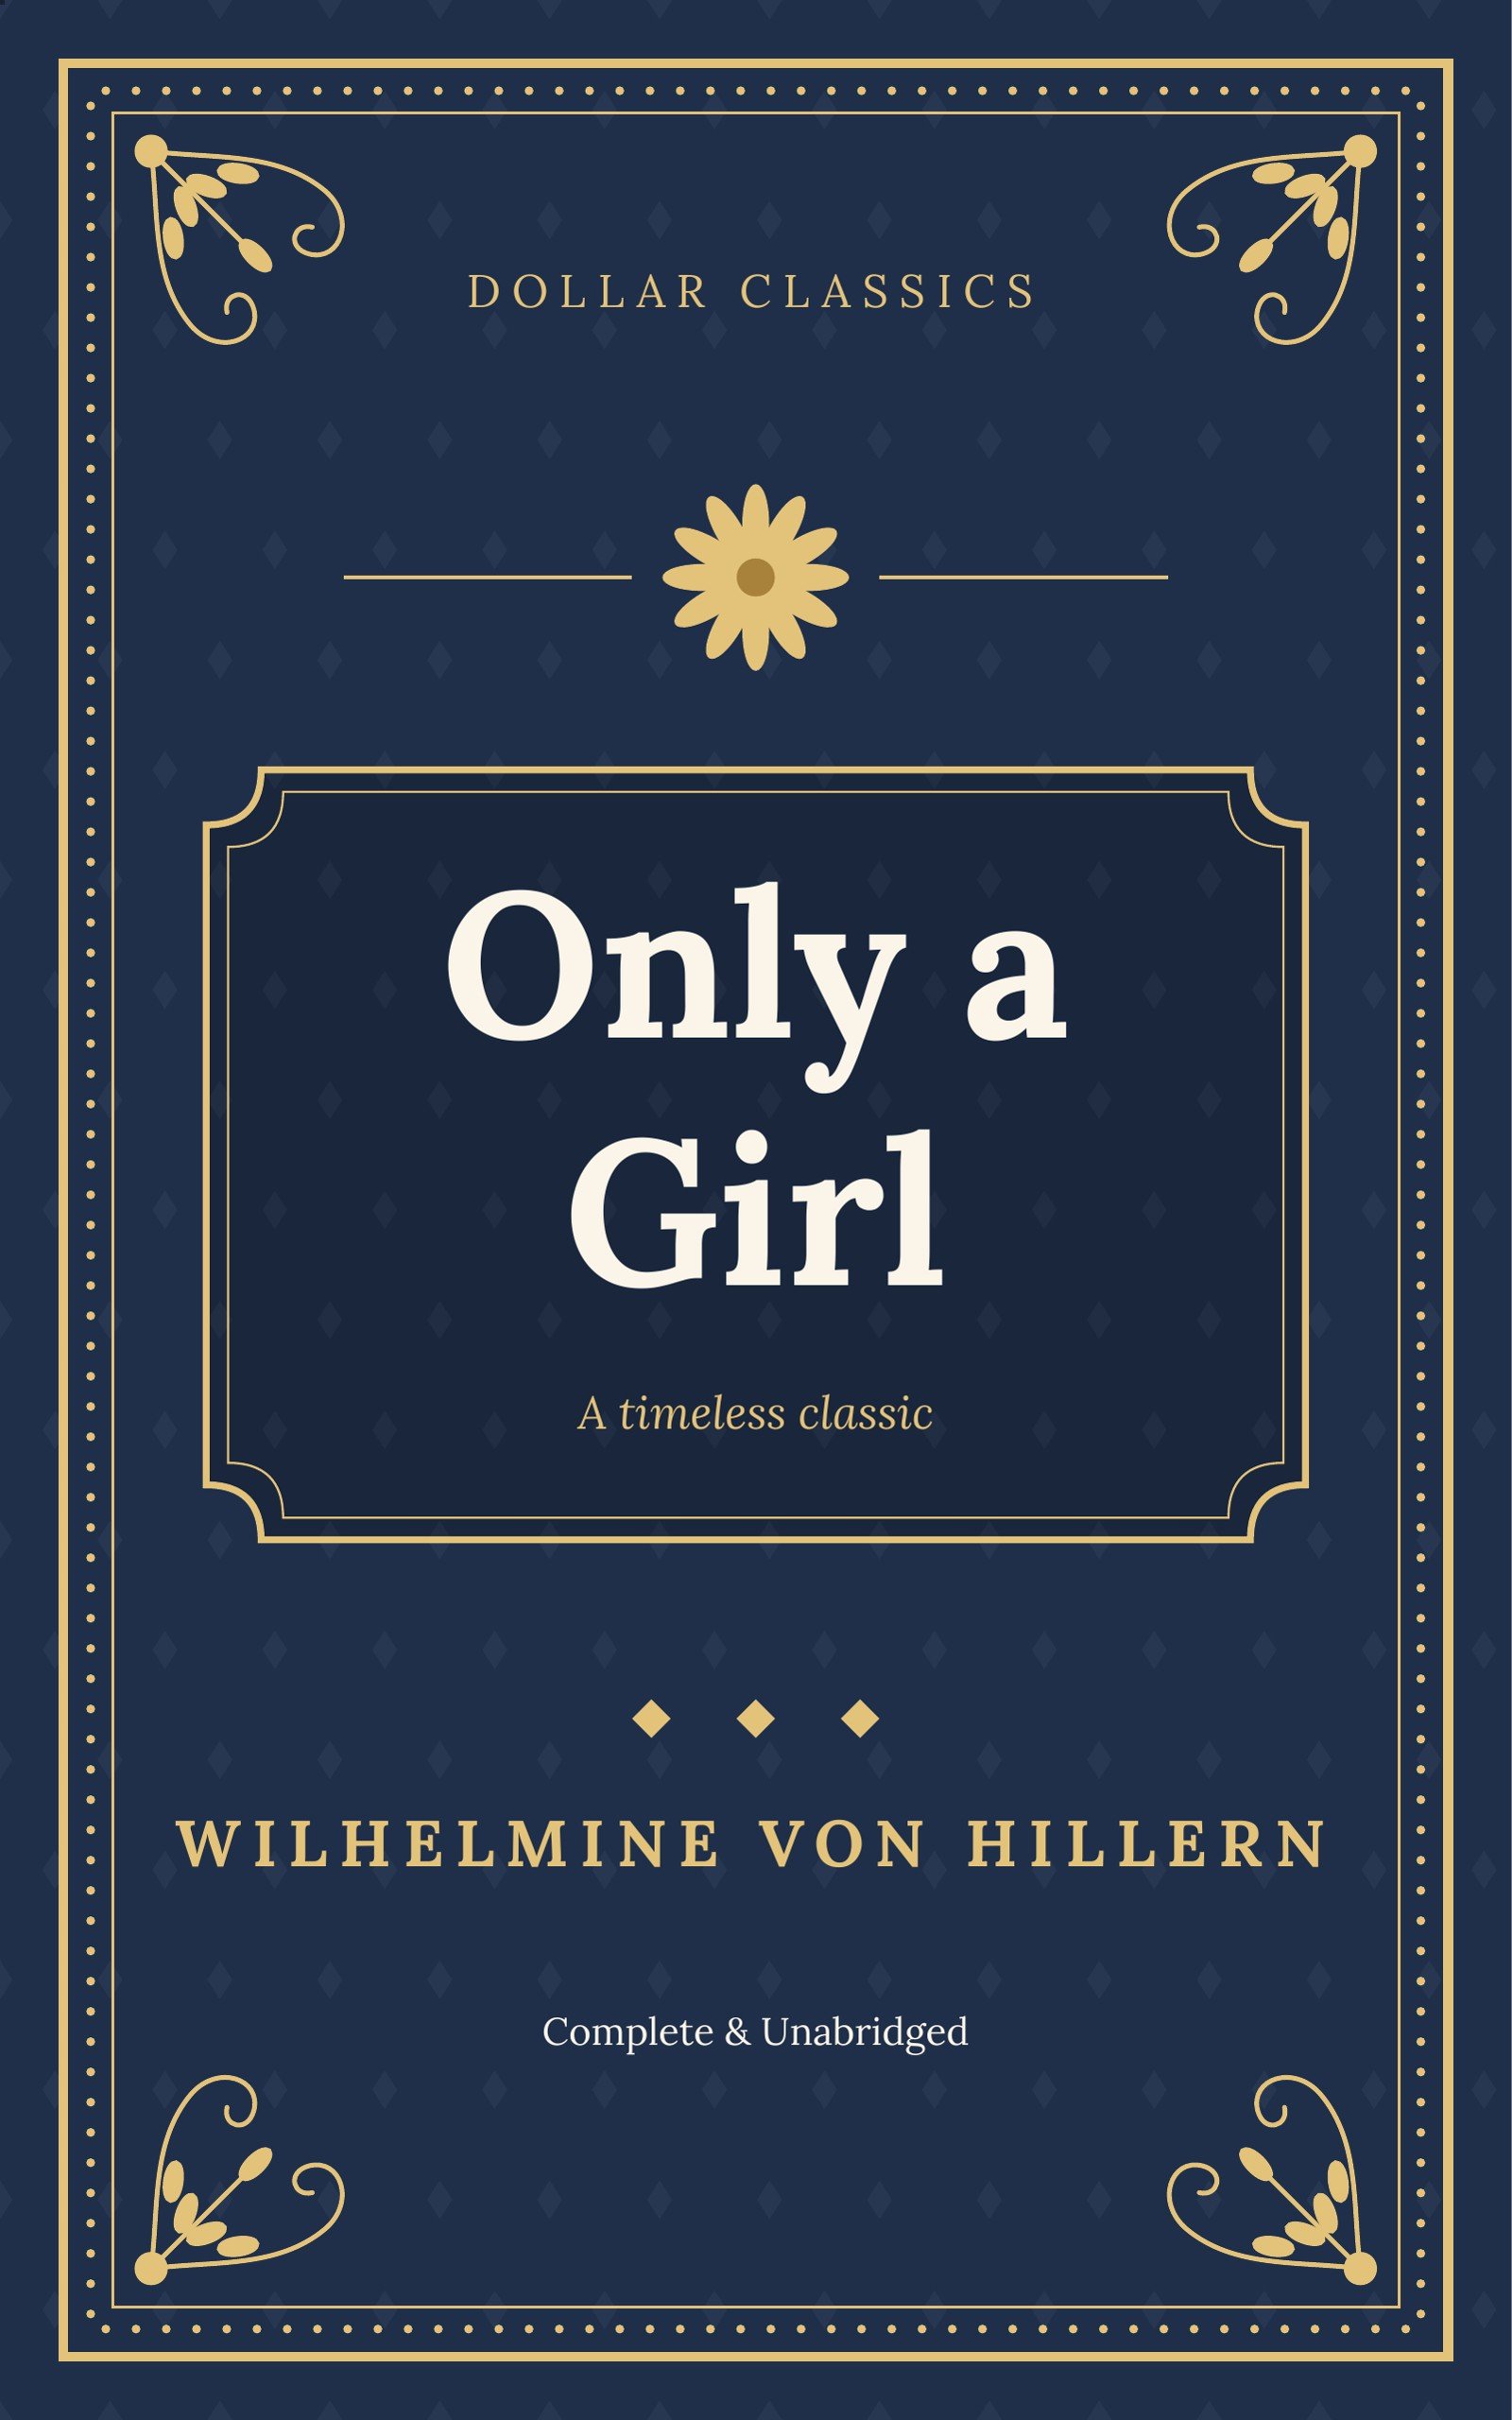 DOLLAR CLASSICS
Only a
Girl
A timeless classic
WILHELMINE VON HILLERN
Complete & Unabridged